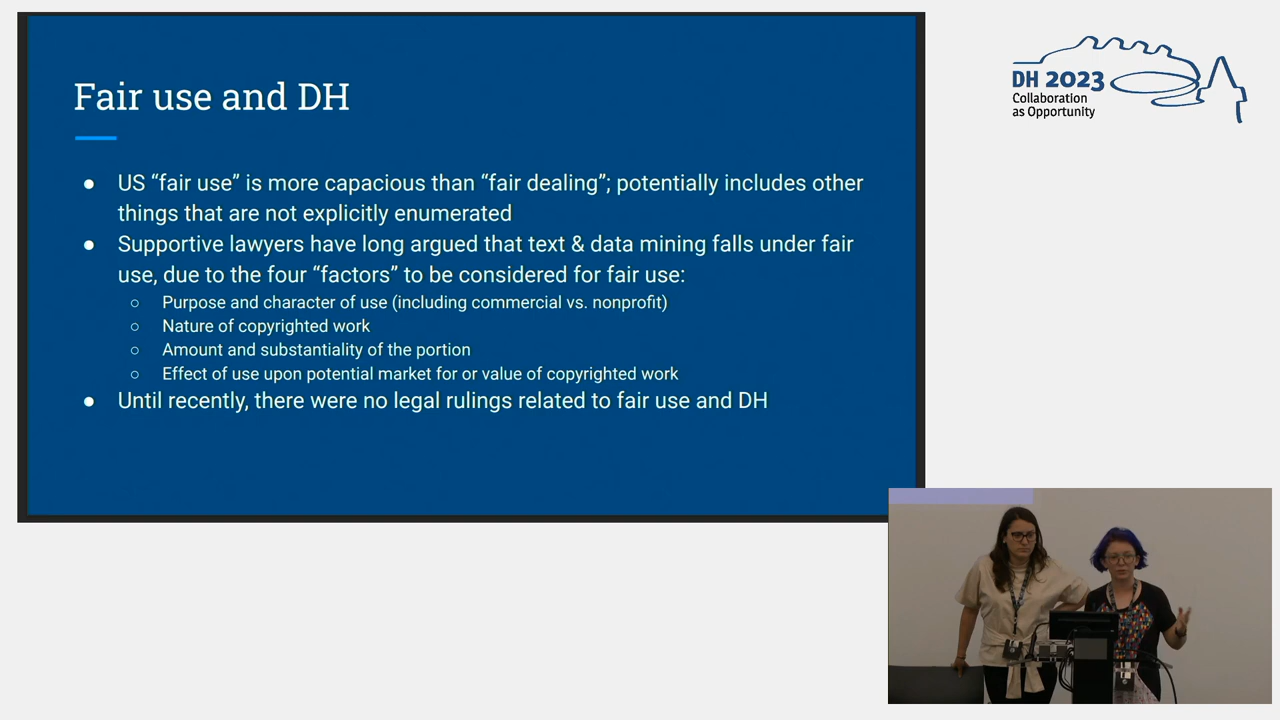 Fair use and DH
● US “fair use” is more capacious than “fair dealing”; potentially includes other
things that are not explicitly enumerated
● Supportive lawyers have long argued that text & data mining falls under fair
use, due to the four “factors” to be considered for fair use:
○ Purpose and character of use (including commercial vs. nonprofit)
○ Nature of copyrighted work
○ Amount and substantiality of the portion
○ Effect of use upon potential market for or value of copyrighted work
● Until recently, there were no legal rulings related to fair use and DH
DH 2023
Collaboration
as Opportunity